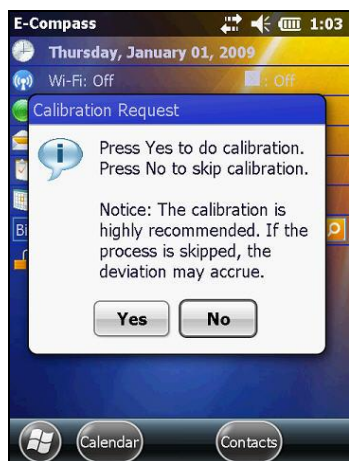 E-Compass 1:03
Thursday, January 01, 2009
Wi-Fi: Off : Off
Calibration Request
Press Yes to do calibration.
Press No to skip calibration.
Notice: The calibration is
highly recommended. If the
process is skipped, the
deviation may accrue.
Bi
Yes No
Calendar Contacts